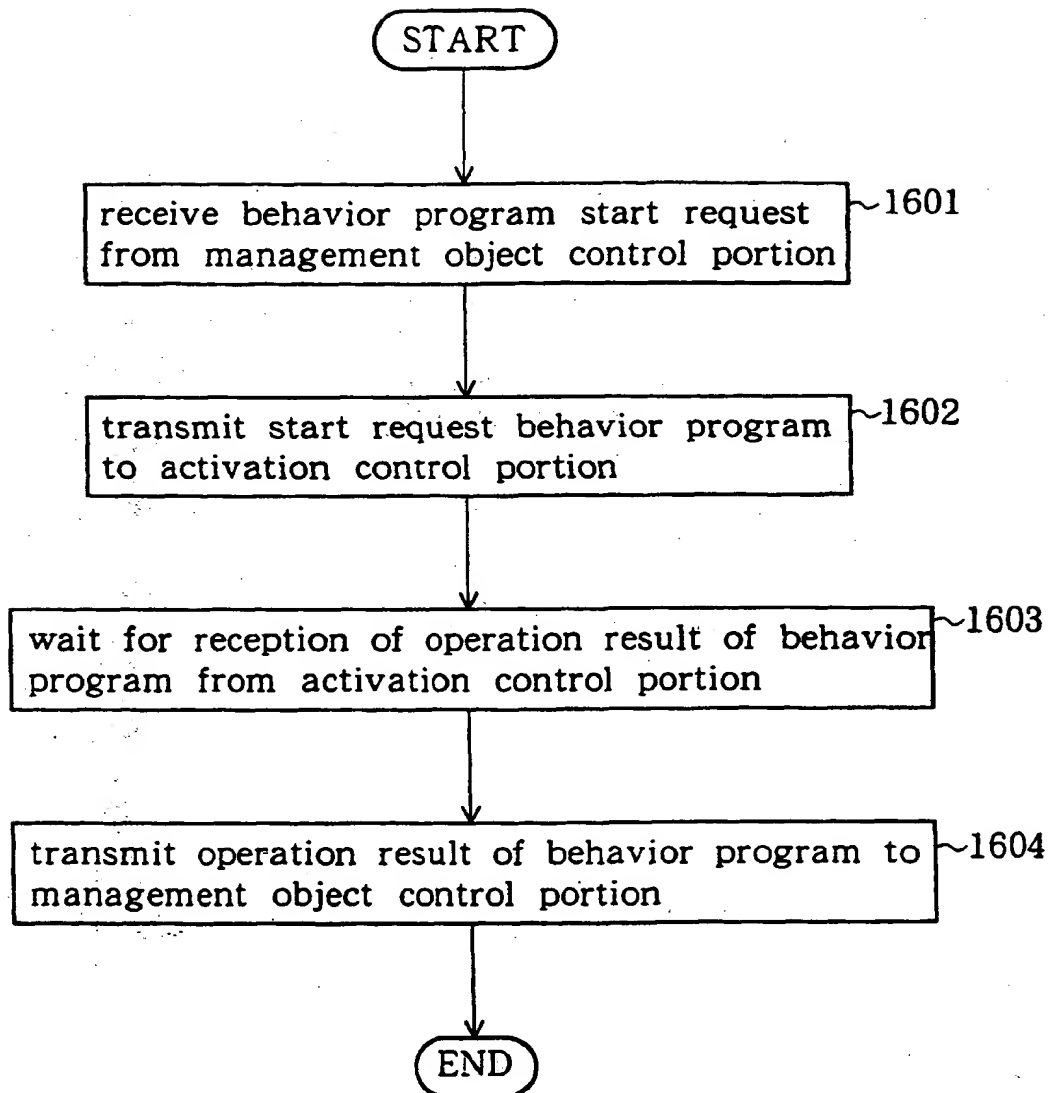 START
receive behavior program start request
from management object control portion
1601
transmit start request behavior program
to activation control portion
1602
wait for reception of operation result of behavior
program from activation control portion
1603
transmit operation result of behavior program to
management object control portion
1604
END